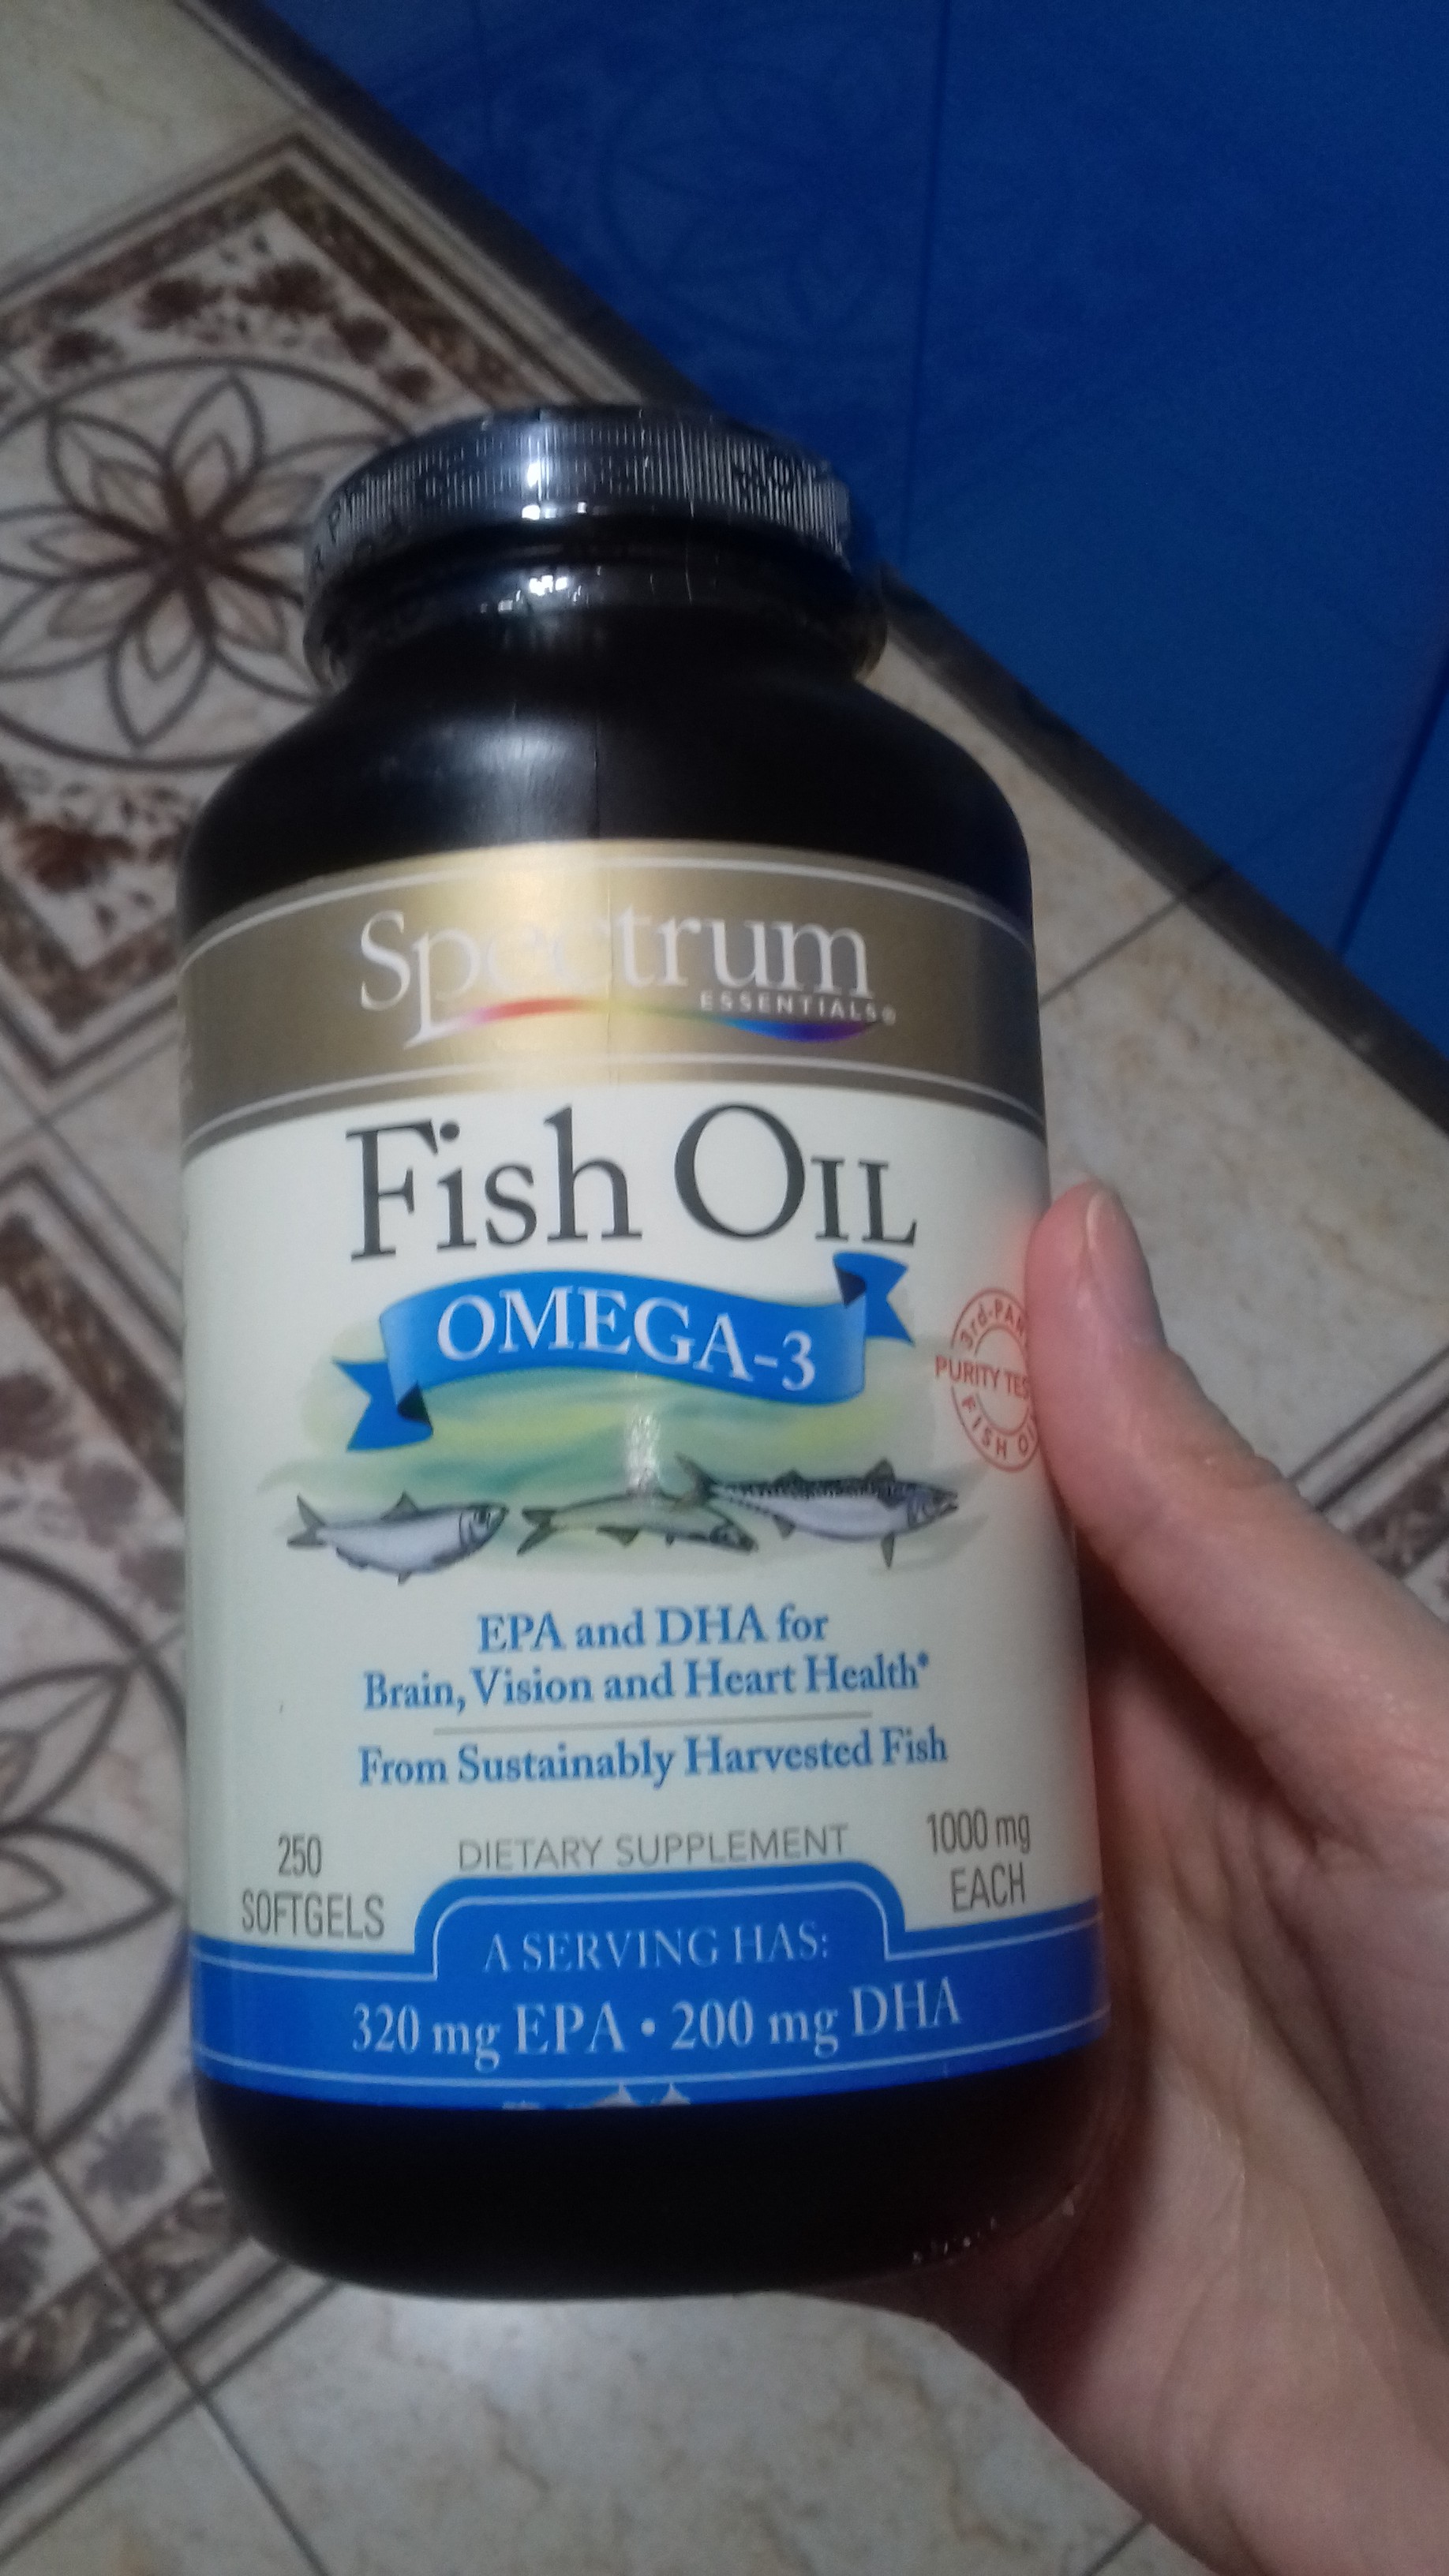 Spectrum
ESSENTIALS®
Fish OIL
OMEGA-3
3rd-PAR
PURITY TES
FISH OI
EPA and DHA for
Brain, Vision and Heart Health*
From Sustainably Harvested Fish
250
SOFTGELS
DIETARY SUPPLEMENT
1000 mg
EACH
A SERVING HAS:
320 mg EPA • 200 mg DHA